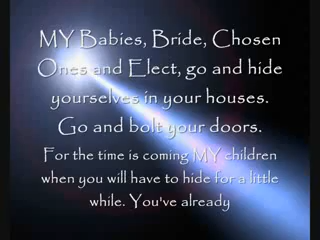 MY Babies, Bride, Chosen
Ones and Elect, go and hide
yourselves in your houses.
Go and bolt your doors.
For the time is coming MY children
when you will have to hide for a little
while. You've already